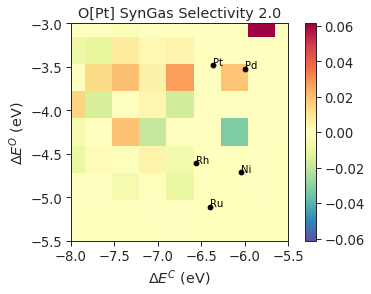 O[Pt] SynGas Selectivity 2.0
−3.0
−3.5
−4.0
−4.5
−5.0
−5.5
ΔE^O (eV)
Pt
Pd
Rh
Ni
Ru
−8.0 −7.5 −7.0 −6.5 −6.0 −5.5
ΔE^C (eV)
0.06
0.04
0.02
0.00
−0.02
−0.04
−0.06